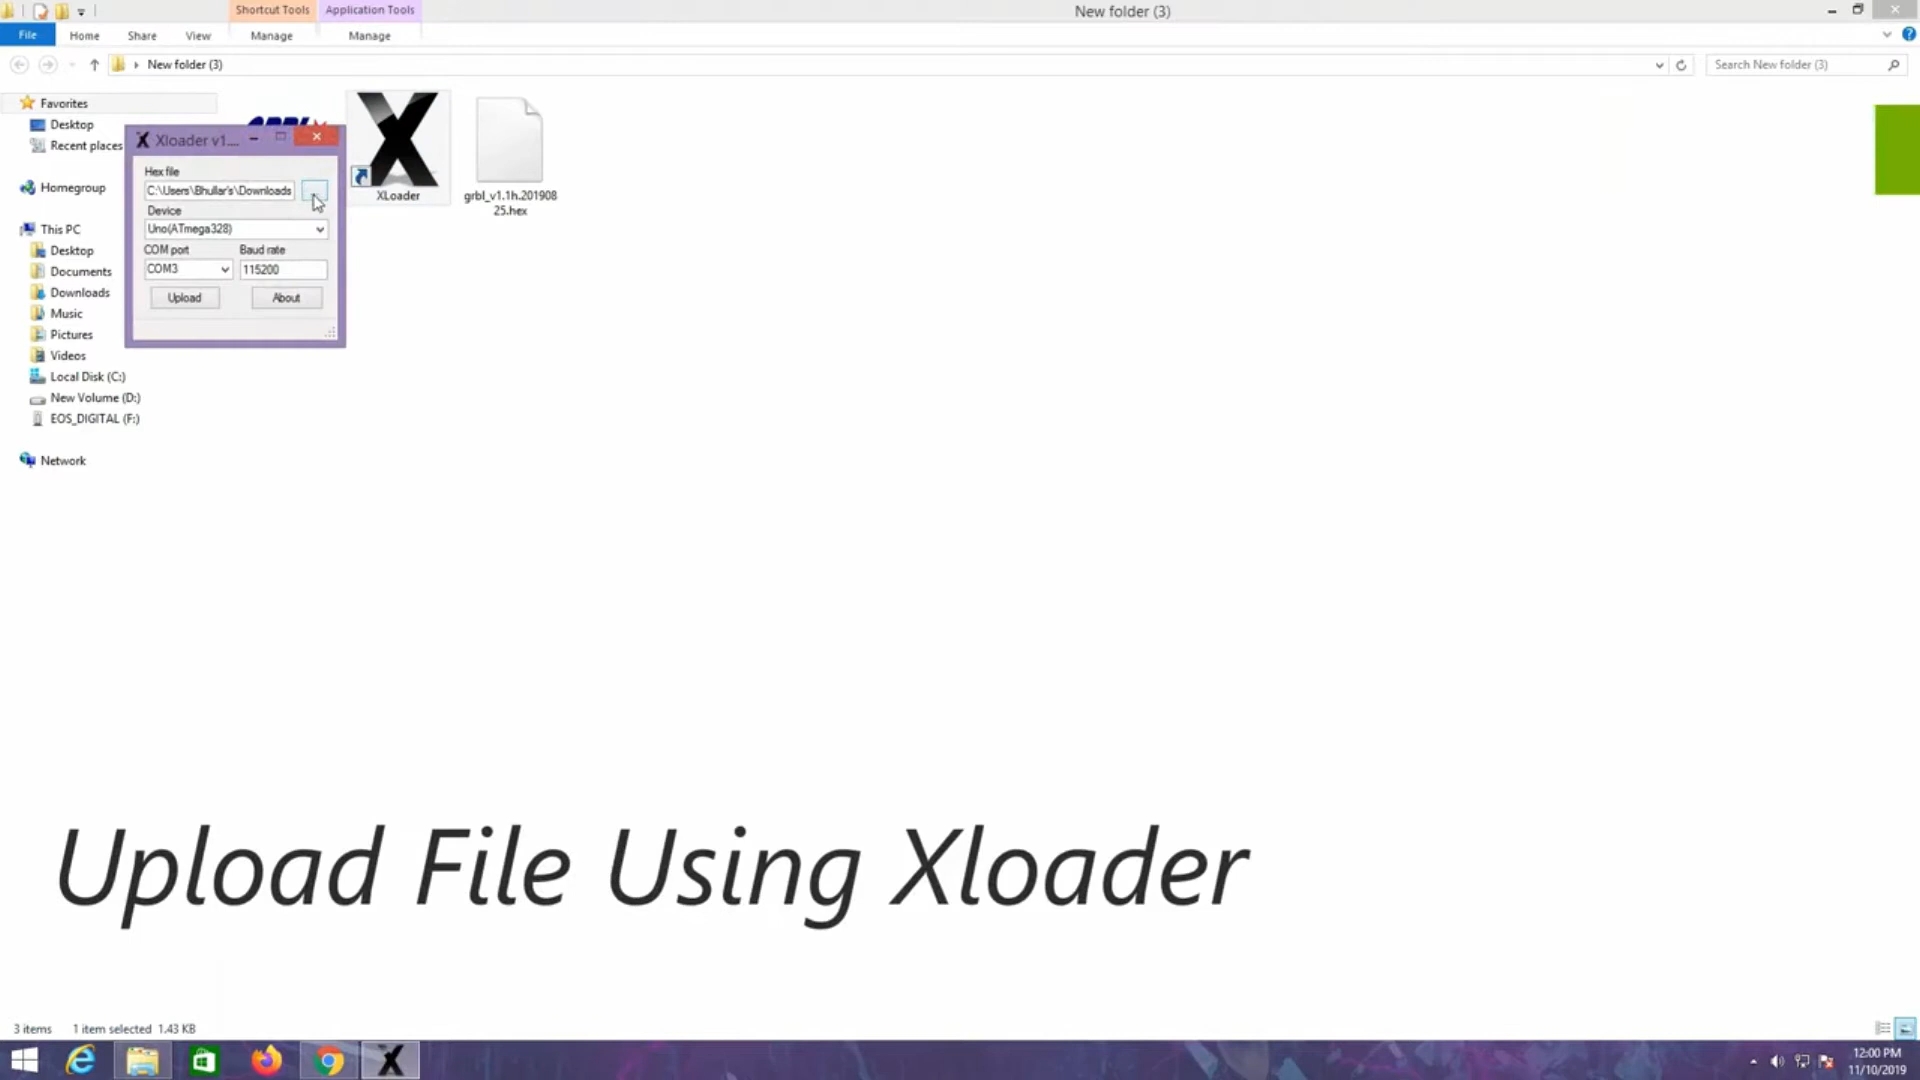 Shortcut Tools
Application Tools
New folder (3)
File
Home
Share
View
Manage
Manage
New folder (3)
Search New folder (3)
Favorites
Desktop
Recent places
Homegroup
This PC
Desktop
Documents
Downloads
Music
Pictures
Videos
Local Disk (C:)
New Volume (D:)
EOS_DIGITAL (F:)
Network
Xloader v1....
Hex file
C:\Users\Bhullar's\Downloads
...
Device
Uno(ATmega328)
COM port
Baud rate
COM3
115200
Upload
About
XLoader
grbl_v1.1h.201908
25.hex
Upload File Using Xloader
3 items
1 item selected 1.43 KB
12:00 PM
11/10/2019